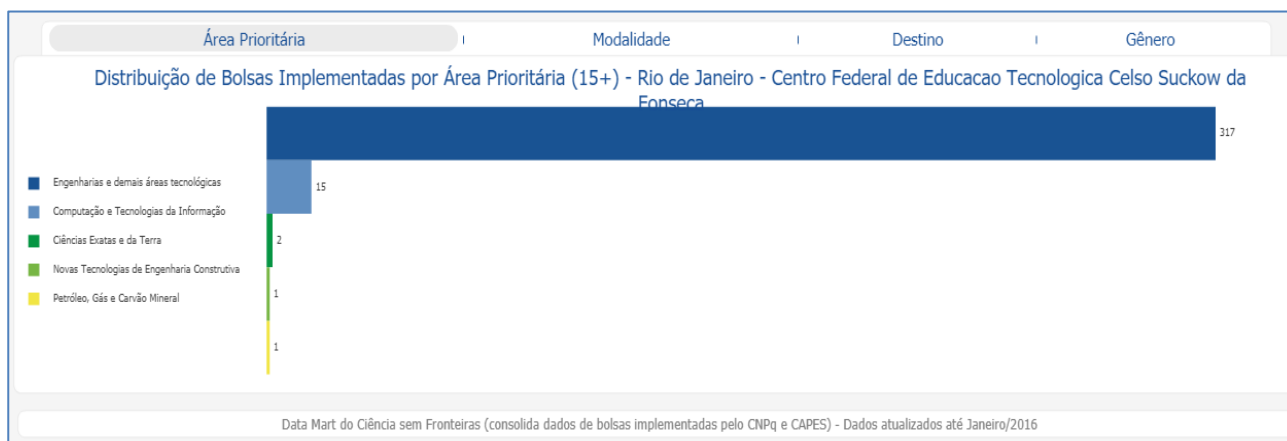 Área Prioritária
Modalidade
Destino
Gênero
Distribuição de Bolsas Implementadas por Área Prioritária (15+) - Rio de Janeiro - Centro Federal de Educacao Tecnologica Celso Suckow da
Fonseca
317
Engenharias e demais áreas tecnológicas
15
Computação e Tecnologias da Informação
Ciências Exatas e da Terra
2
Novas Tecnologias de Engenharia Construtiva
1
Petróleo, Gás e Carvão Mineral
1
Data Mart do Ciência sem Fronteiras (consolida dados de bolsas implementadas pelo CNPq e CAPES) - Dados atualizados até Janeiro/2016